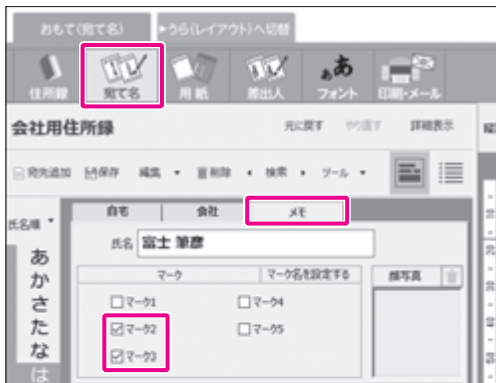 おもて(宛て名)
▸うら(レイアウト)へ切替
住所録
宛て名
用紙
差出人
フォント
印刷・メール
会社用住所録
元に戻す
やり直す
詳細表示
宛先追加
保存
編集
削除
検索
ツール
氏名順
自宅
会社
メモ
氏名
富士 筆彦
マーク
マーク名を設定する
顔写真
マーク1
マーク4
マーク2
マーク5
マーク3
あ
か
さ
た
な
は